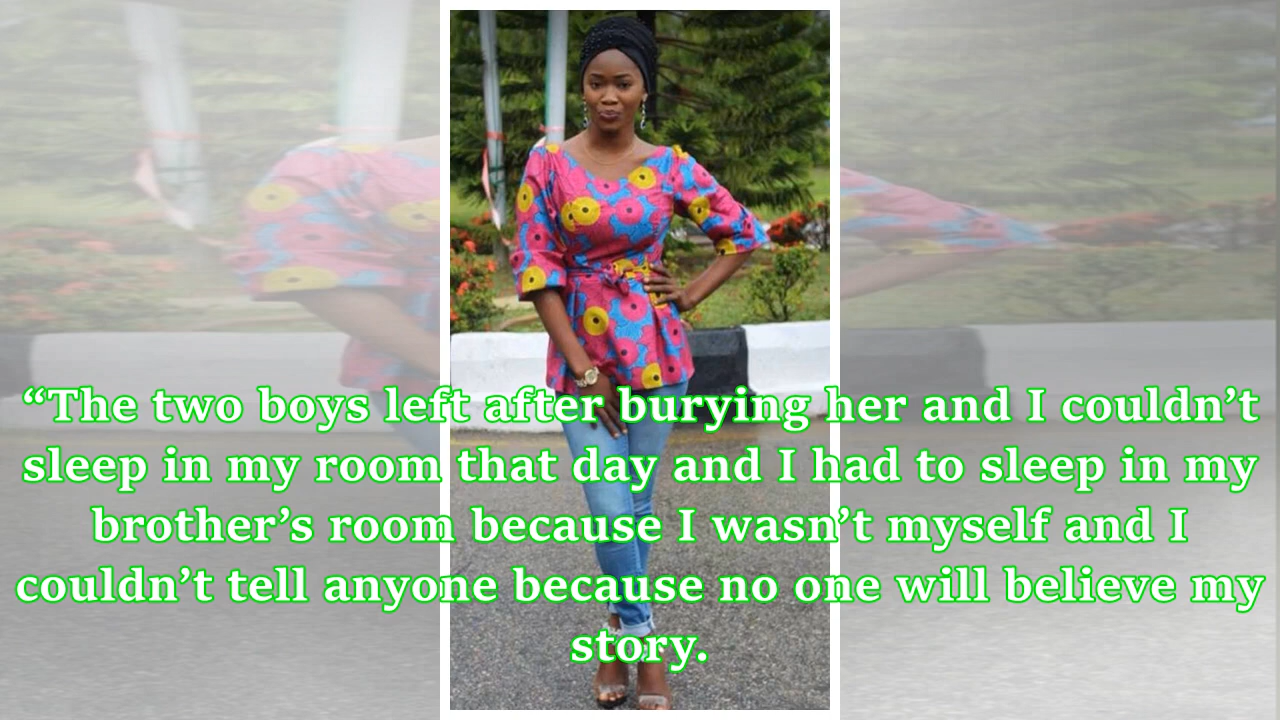 “The two boys left after burying her and I couldn’t
sleep in my room that day and I had to sleep in my
brother’s room because I wasn’t myself and I
couldn’t tell anyone because no one will believe my
story.